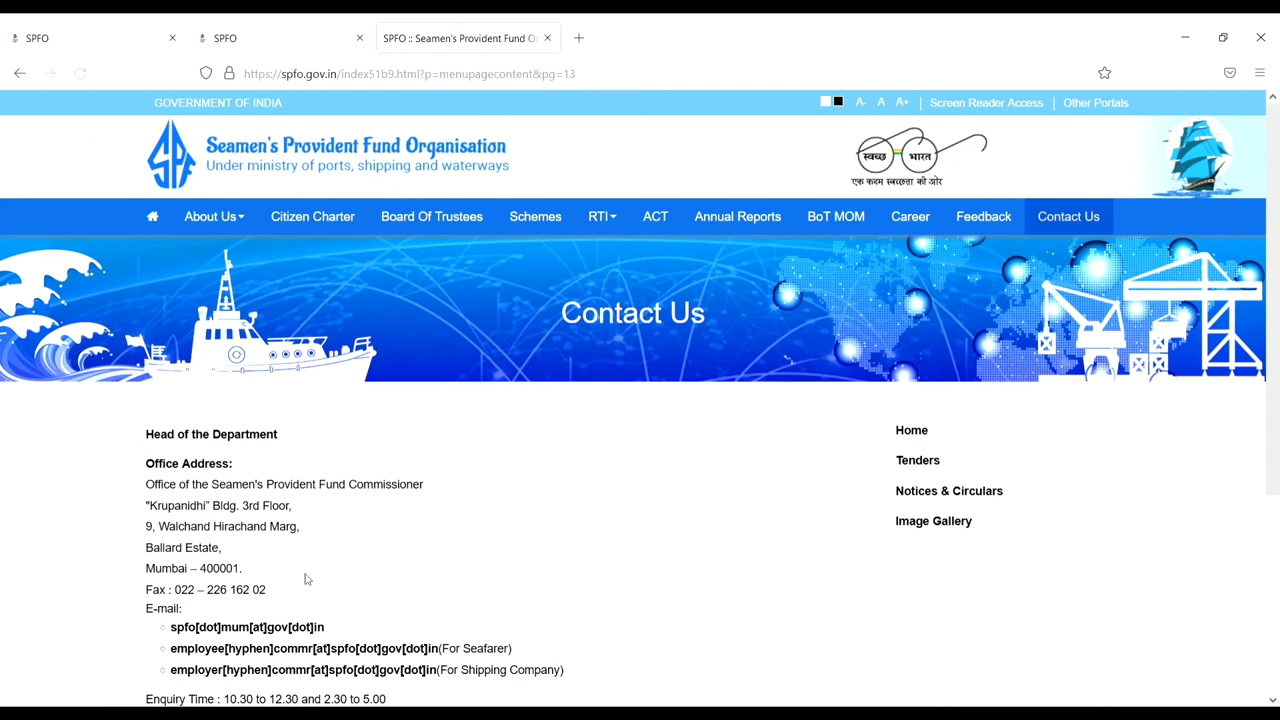 SPFO
SPFO
SPFO :: Seamen's Provident Fund O
https://spfo.gov.in/index51b9.html?p=menupagecontent&pg=13
GOVERNMENT OF INDIA
A- A A+ | Screen Reader Access | Other Portals
Seamen's Provident Fund Organisation
Under ministry of ports, shipping and waterways
स्वच्छ भारत
एक कदम स्वच्छता की ओर
About Us Citizen Charter Board Of Trustees Schemes RTI ACT Annual Reports BoT MOM Career Feedback Contact Us
Contact Us
Head of the Department
Office Address:
Office of the Seamen's Provident Fund Commissioner
"Krupanidhi" Bldg. 3rd Floor,
9, Walchand Hirachand Marg,
Ballard Estate,
Mumbai – 400001.
Fax : 022 – 226 162 02
E-mail:
spfo[dot]mum[at]gov[dot]in
employee[hyphen]commr[at]spfo[dot]gov[dot]in(For Seafarer)
employer[hyphen]commr[at]spfo[dot]gov[dot]in(For Shipping Company)
Enquiry Time : 10.30 to 12.30 and 2.30 to 5.00
Home
Tenders
Notices & Circulars
Image Gallery